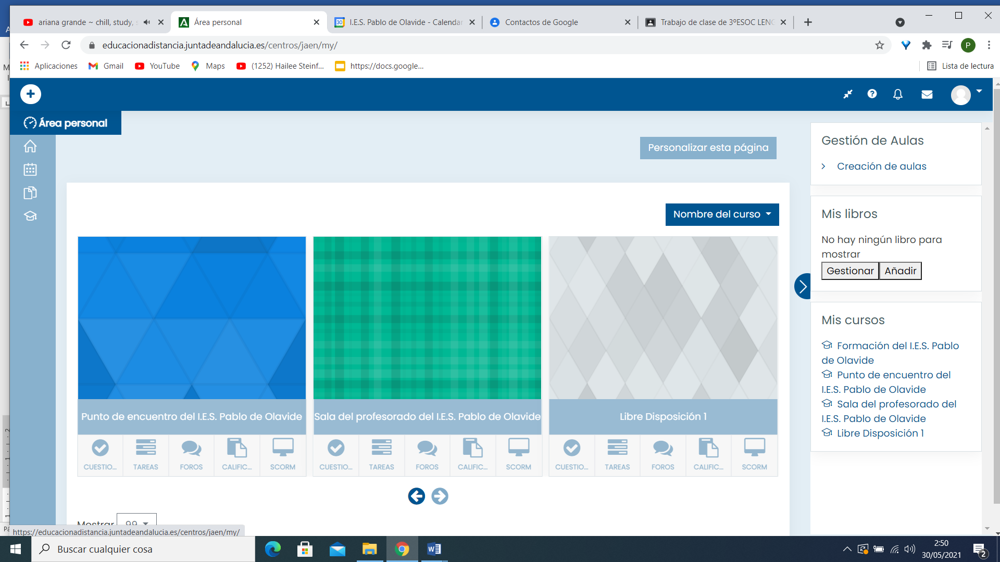 ariana grande ~ chill, study,
Área personal
I.E.S. Pablo de Olavide - Calendar
Contactos de Google
Trabajo de clase de 3ºESOC LENG
educacionadistancia.juntadeandalucia.es/centros/jaen/my/
P
Aplicaciones
Gmail
YouTube
Maps
(1252) Hailee Steinf...
https://docs.google...
Lista de lectura
Área personal
Personalizar esta página
Nombre del curso
Punto de encuentro del I.E.S. Pablo de Olavide
Sala del profesorado del I.E.S. Pablo de Olavide
Libre Disposición 1
CUESTIO...
TAREAS
FOROS
CALIFIC...
SCORM
CUESTIO...
TAREAS
FOROS
CALIFIC...
SCORM
CUESTIO...
TAREAS
FOROS
CALIFIC...
SCORM
Mostrar 99
Gestión de Aulas
Creación de aulas
Mis libros
No hay ningún libro para
mostrar
Gestionar
Añadir
Mis cursos
Formación del I.E.S. Pablo
de Olavide
Punto de encuentro del
I.E.S. Pablo de Olavide
Sala del profesorado del
I.E.S. Pablo de Olavide
Libre Disposición 1
https://educacionadistancia.juntadeandalucia.es/centros/jaen/my/
Buscar cualquier cosa
2:50
30/05/2021
2